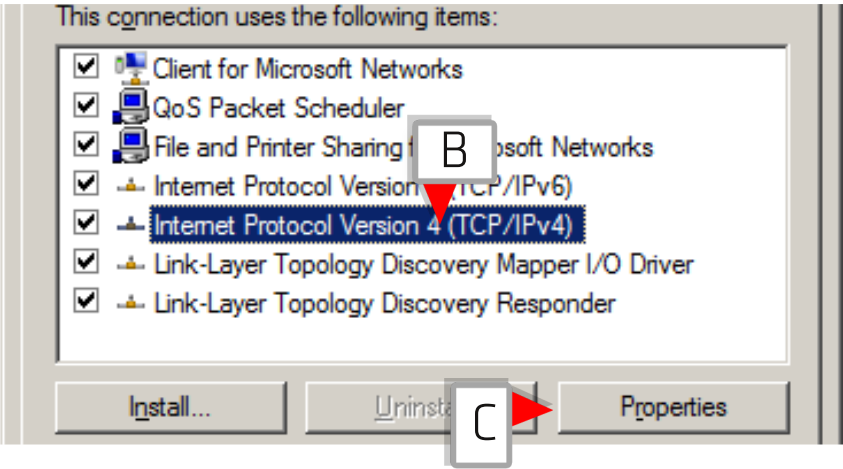 This connection uses the following items:
Client for Microsoft Networks
QoS Packet Scheduler
File and Printer Sharing osoft Networks
B
Internet Protocol Version (TCP/IPv6)
Internet Protocol Version 4 (TCP/IPv4)
Link-Layer Topology Discovery Mapper I/O Driver
Link-Layer Topology Discovery Responder
Install...
Uninsta
C
Properties